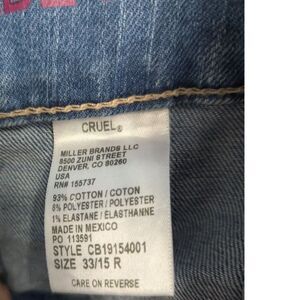 CRUEL®
MILLER BRANDS LLC
8500 ZUNI STREET
DENVER, CO 80260
USA
RN# 155737
93% COTTON / COTON
6% POLYESTER / POLYESTER
1% ELASTANE / ELASTHANNE
MADE IN MEXICO
PO 113591
STYLE CB19154001
SIZE 33/15 R
CARE ON REVERSE